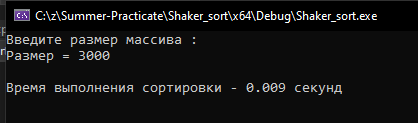 C:\z\Summer-Practicate\Shaker_sort\x64\Debug\Shaker_sort.exe
Введите размер массива :
Размер = 3000
Время выполнения сортировки - 0.009 секунд